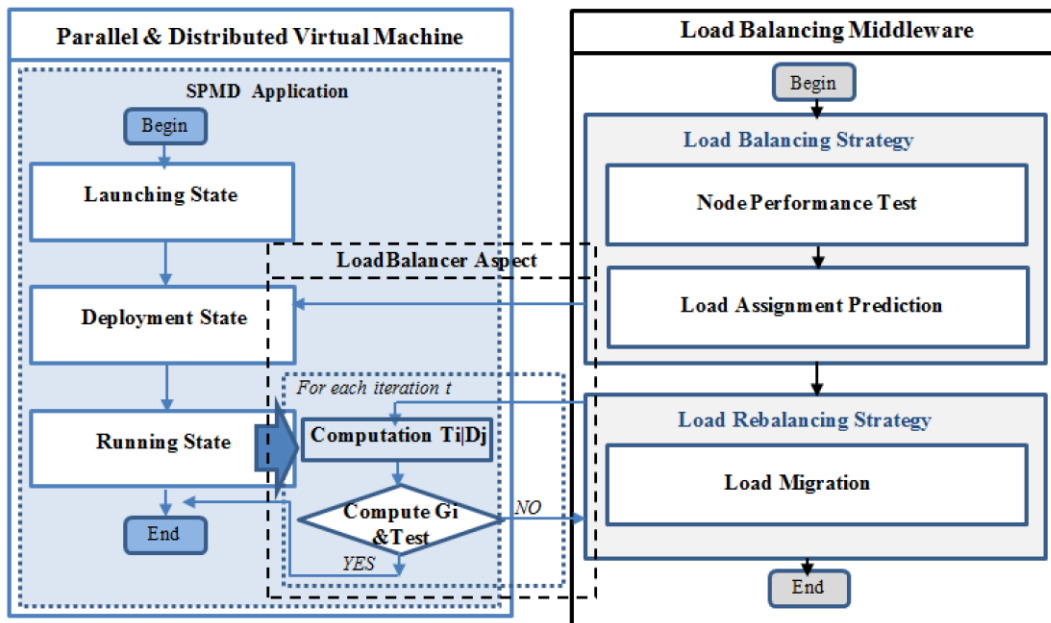 Parallel & Distributed Virtual Machine
SPMD Application
Begin
Launching State
Deployment State
Running State
End
LoadBalancer Aspect
For each iteration t
Computation Ti|Dj
Compute Gi
&Test
NO
YES
Load Balancing Middleware
Begin
Load Balancing Strategy
Node Performance Test
Load Assignment Prediction
Load Rebalancing Strategy
Load Migration
End